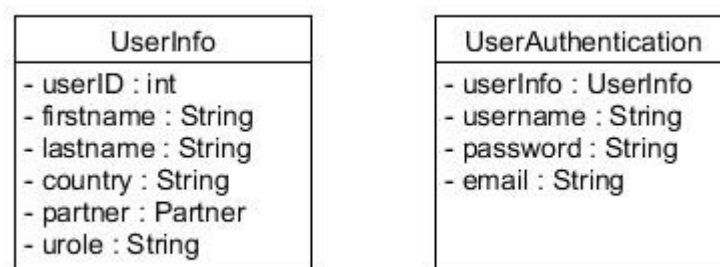 UserInfo
- userID : int
- firstname : String
- lastname : String
- country : String
- partner : Partner
- urole : String
UserAuthentication
- userInfo : UserInfo
- username : String
- password : String
- email : String